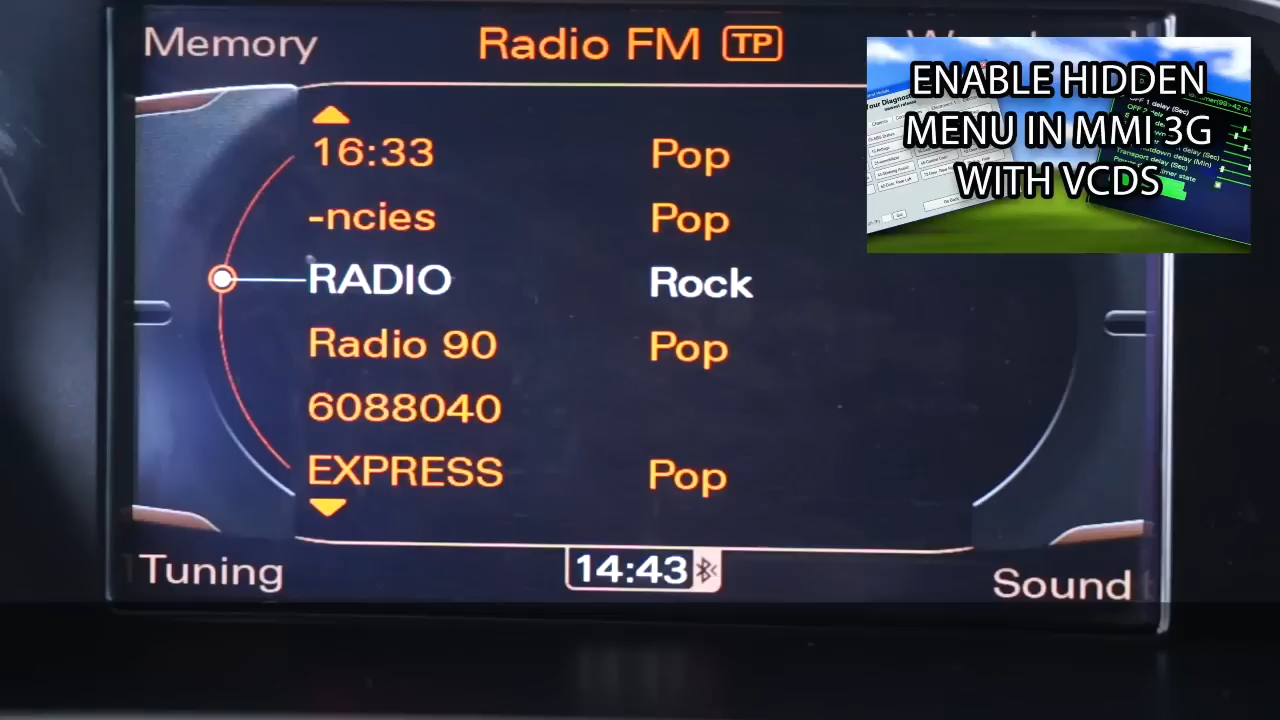 Memory
Radio FM TP
16:33 Pop
-ncies Pop
RADIO Rock
Radio 90 Pop
6088040
EXPRESS Pop
Tuning
14:43
Sound
ENABLE HIDDEN
MENU IN MMI 3G
WITH VCDS